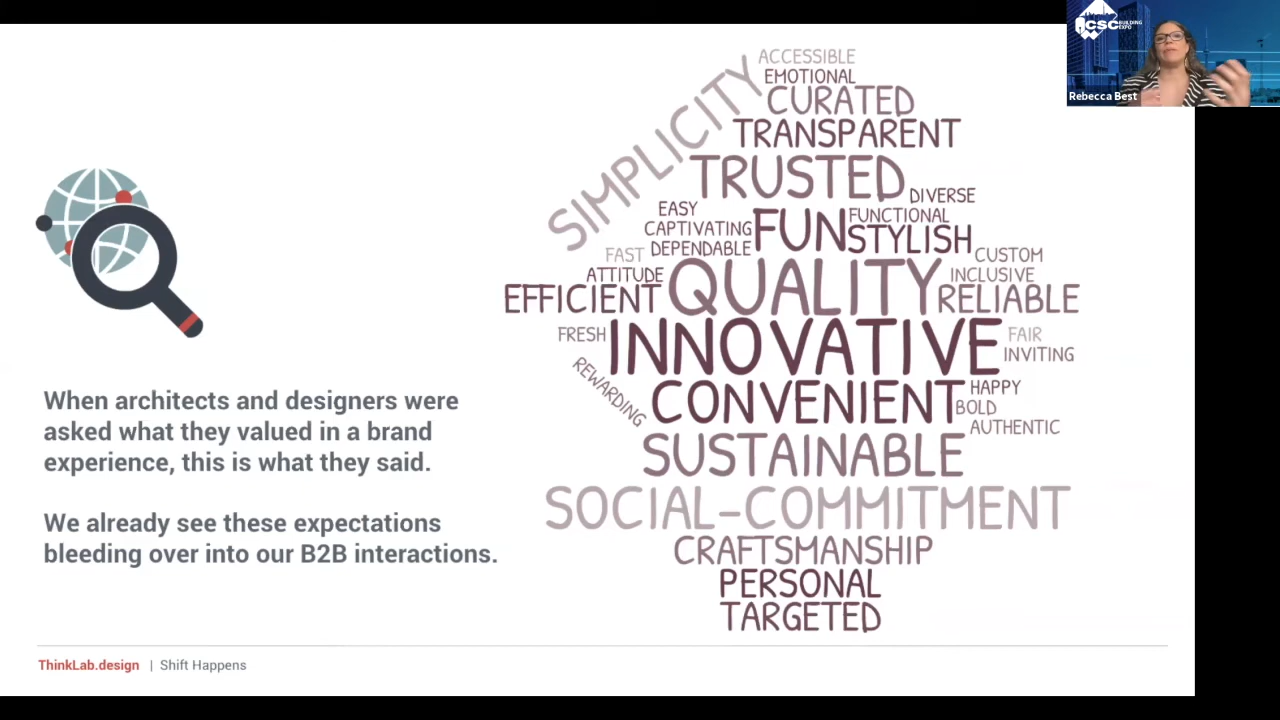 CSC BUILDING EXPO
Rebecca Best
ACCESSIBLE
EMOTIONAL
CURATED
SIMPLICITY
TRANSPARENT
TRUSTED
DIVERSE
EASY
FUNCTIONAL
CAPTIVATING
FUN
STYLISH
FAST
DEPENDABLE
CUSTOM
ATTITUDE
QUALITY
INCLUSIVE
EFFICIENT
RELIABLE
FRESH
INNOVATIVE
FAIR
INVITING
REWARDING
CONVENIENT
HAPPY
BOLD
AUTHENTIC
SUSTAINABLE
SOCIAL-COMMITMENT
CRAFTSMANSHIP
PERSONAL
TARGETED
When architects and designers were
asked what they valued in a brand
experience, this is what they said.
We already see these expectations
bleeding over into our B2B interactions.
ThinkLab.design | Shift Happens